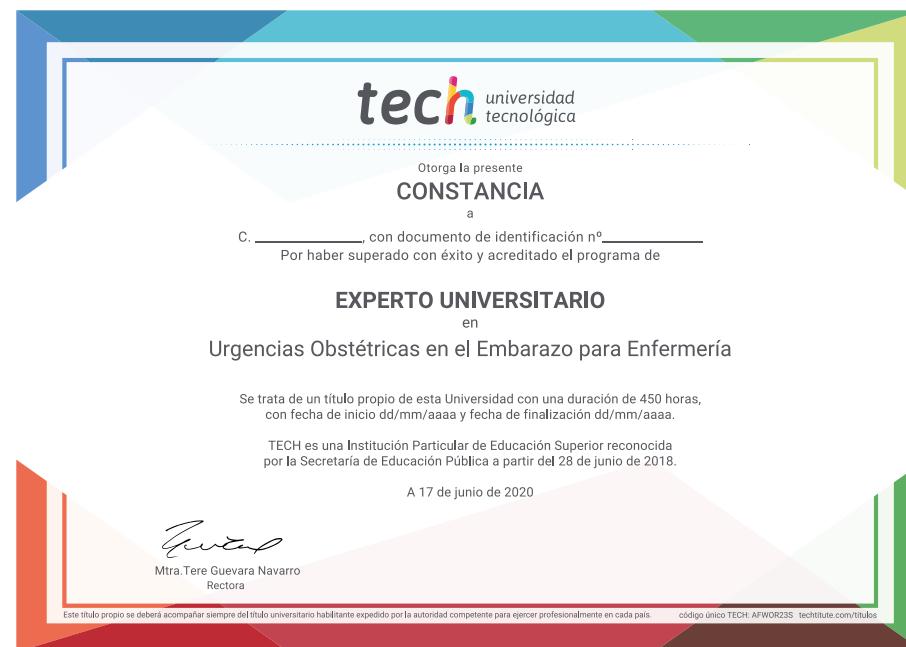 tech universidad
tecnológica
Otorga la presente
CONSTANCIA
a
C. ______________, con documento de identificación nº_____________
Por haber superado con éxito y acreditado el programa de
EXPERTO UNIVERSITARIO
en
Urgencias Obstétricas en el Embarazo para Enfermería
Se trata de un título propio de esta Universidad con una duración de 450 horas,
con fecha de inicio dd/mm/aaaa y fecha de finalización dd/mm/aaaa.
TECH es una Institución Particular de Educación Superior reconocida
por la Secretaría de Educación Pública a partir del 28 de junio de 2018.
A 17 de junio de 2020
Mtra.Tere Guevara Navarro
Rectora
Este título propio se deberá acompañar siempre del título universitario habilitante expedido por la autoridad competente para ejercer profesionalmente en cada país. código único TECH: AFWOR23S techtitute.com/titulos